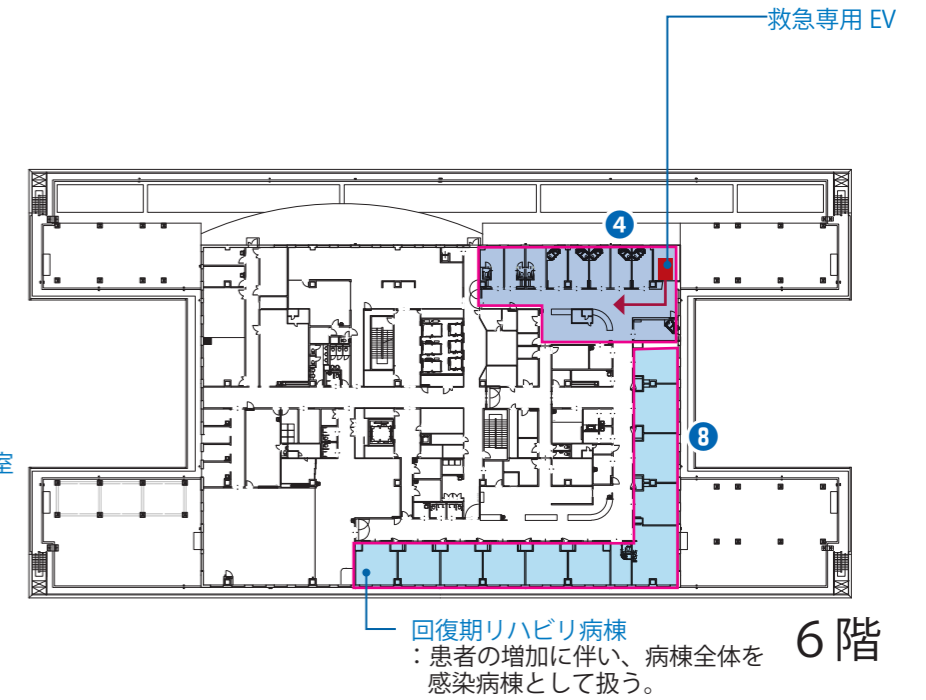 救急専用 EV
4
8
室
回復期リハビリ病棟
：患者の増加に伴い、病棟全体を
感染病棟として扱う。
6 階